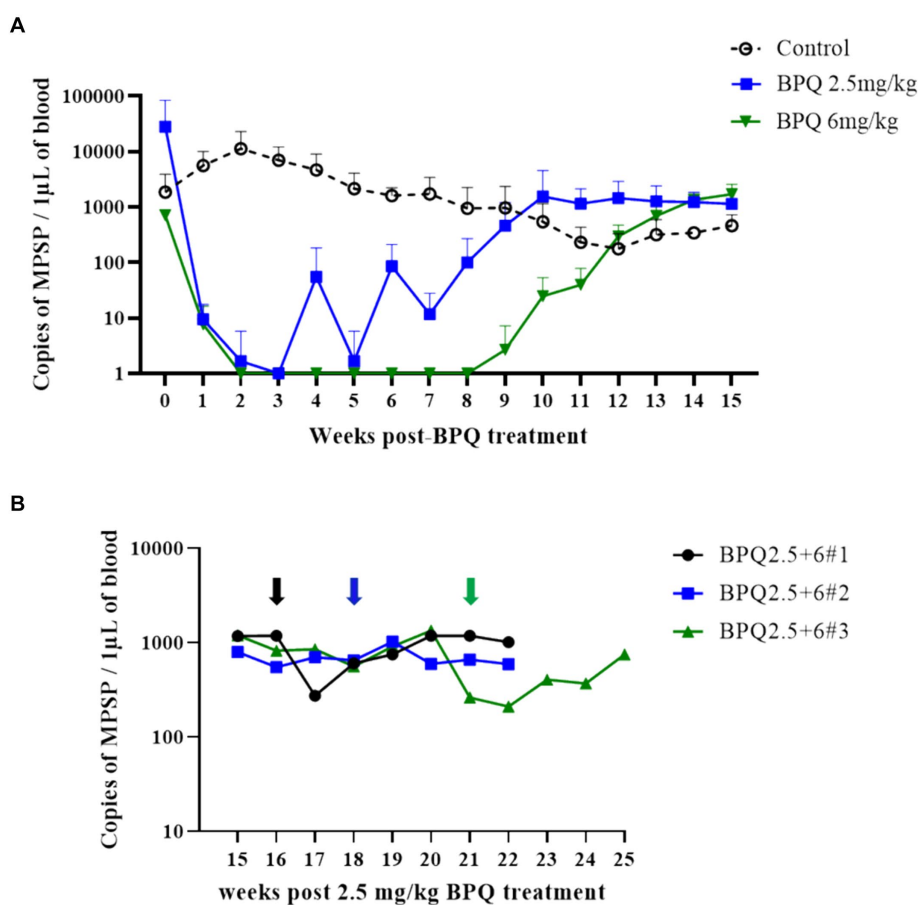 A
Control
BPQ 2.5mg/kg
BPQ 6mg/kg
Copies of MPSP / 1µL of blood
100000
10000
1000
100
10
1
0 1 2 3 4 5 6 7 8 9 10 11 12 13 14 15
Weeks post-BPQ treatment
B
BPQ2.5+6#1
BPQ2.5+6#2
BPQ2.5+6#3
Copies of MPSP / 1µL of blood
10000
1000
100
10
15 16 17 18 19 20 21 22 23 24 25
weeks post 2.5 mg/kg BPQ treatment